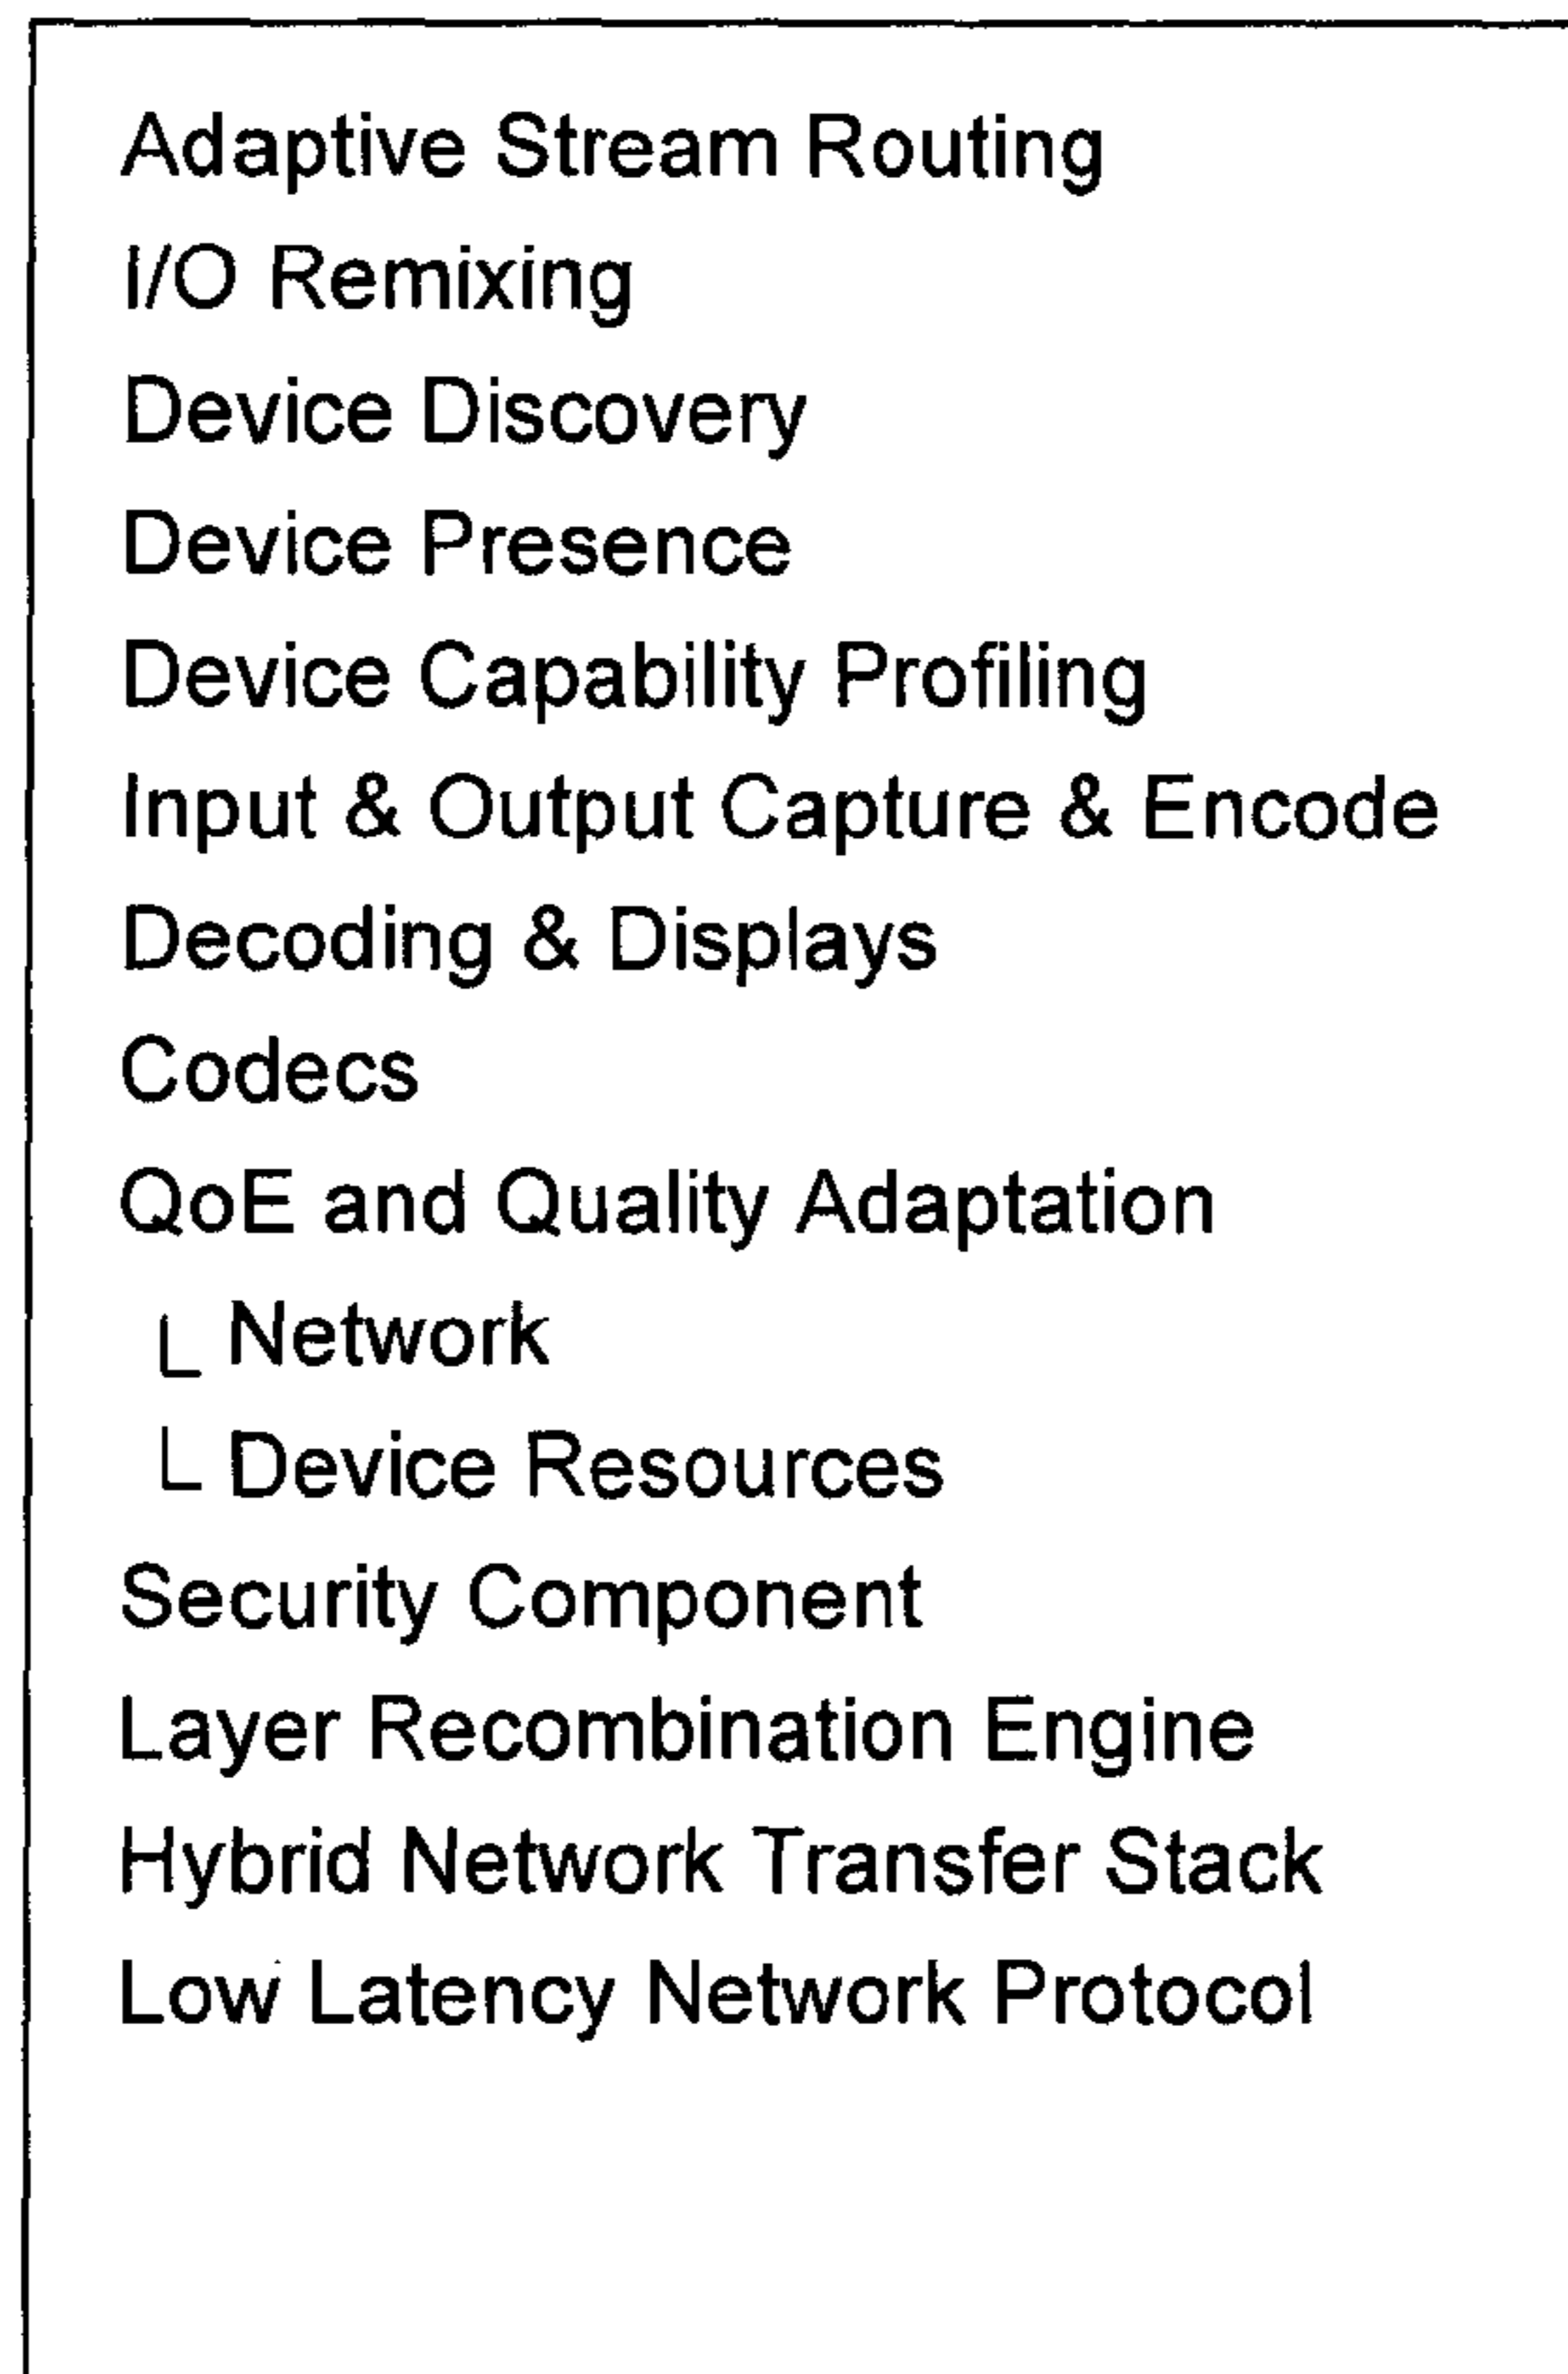 Adaptive Stream Routing
I/O Remixing
Device Discovery
Device Presence
Device Capability Profiling
Input & Output Capture & Encode
Decoding & Displays
Codecs
QoE and Quality Adaptation
Network
Device Resources
Security Component
Layer Recombination Engine
Hybrid Network Transfer Stack
Low Latency Network Protocol